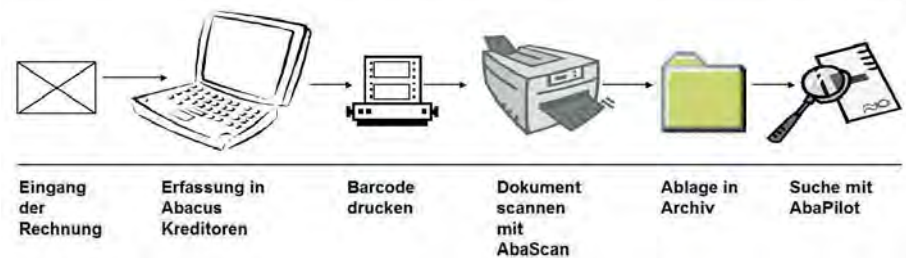 Eingang
der
Rechnung
Erfassung in
Abacus
Kreditoren
Barcode
drucken
Dokument
scannen
mit
AbaScan
Ablage in
Archiv
Suche mit
AbaPilot